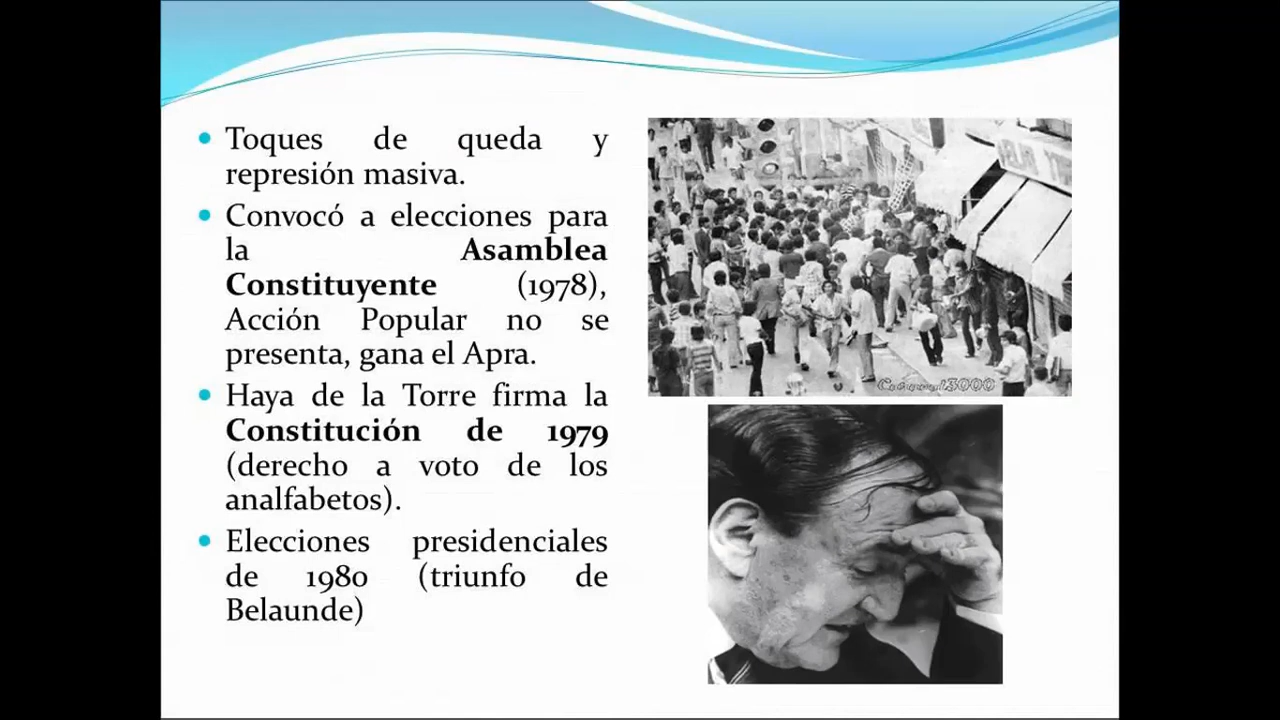 Toques de queda y
represión masiva.
Convocó a elecciones para
la Asamblea
Constituyente (1978),
Acción Popular no se
presenta, gana el Apra.
Haya de la Torre firma la
Constitución de 1979
(derecho a voto de los
analfabetos).
Elecciones presidenciales
de 1980 (triunfo de
Belaunde)